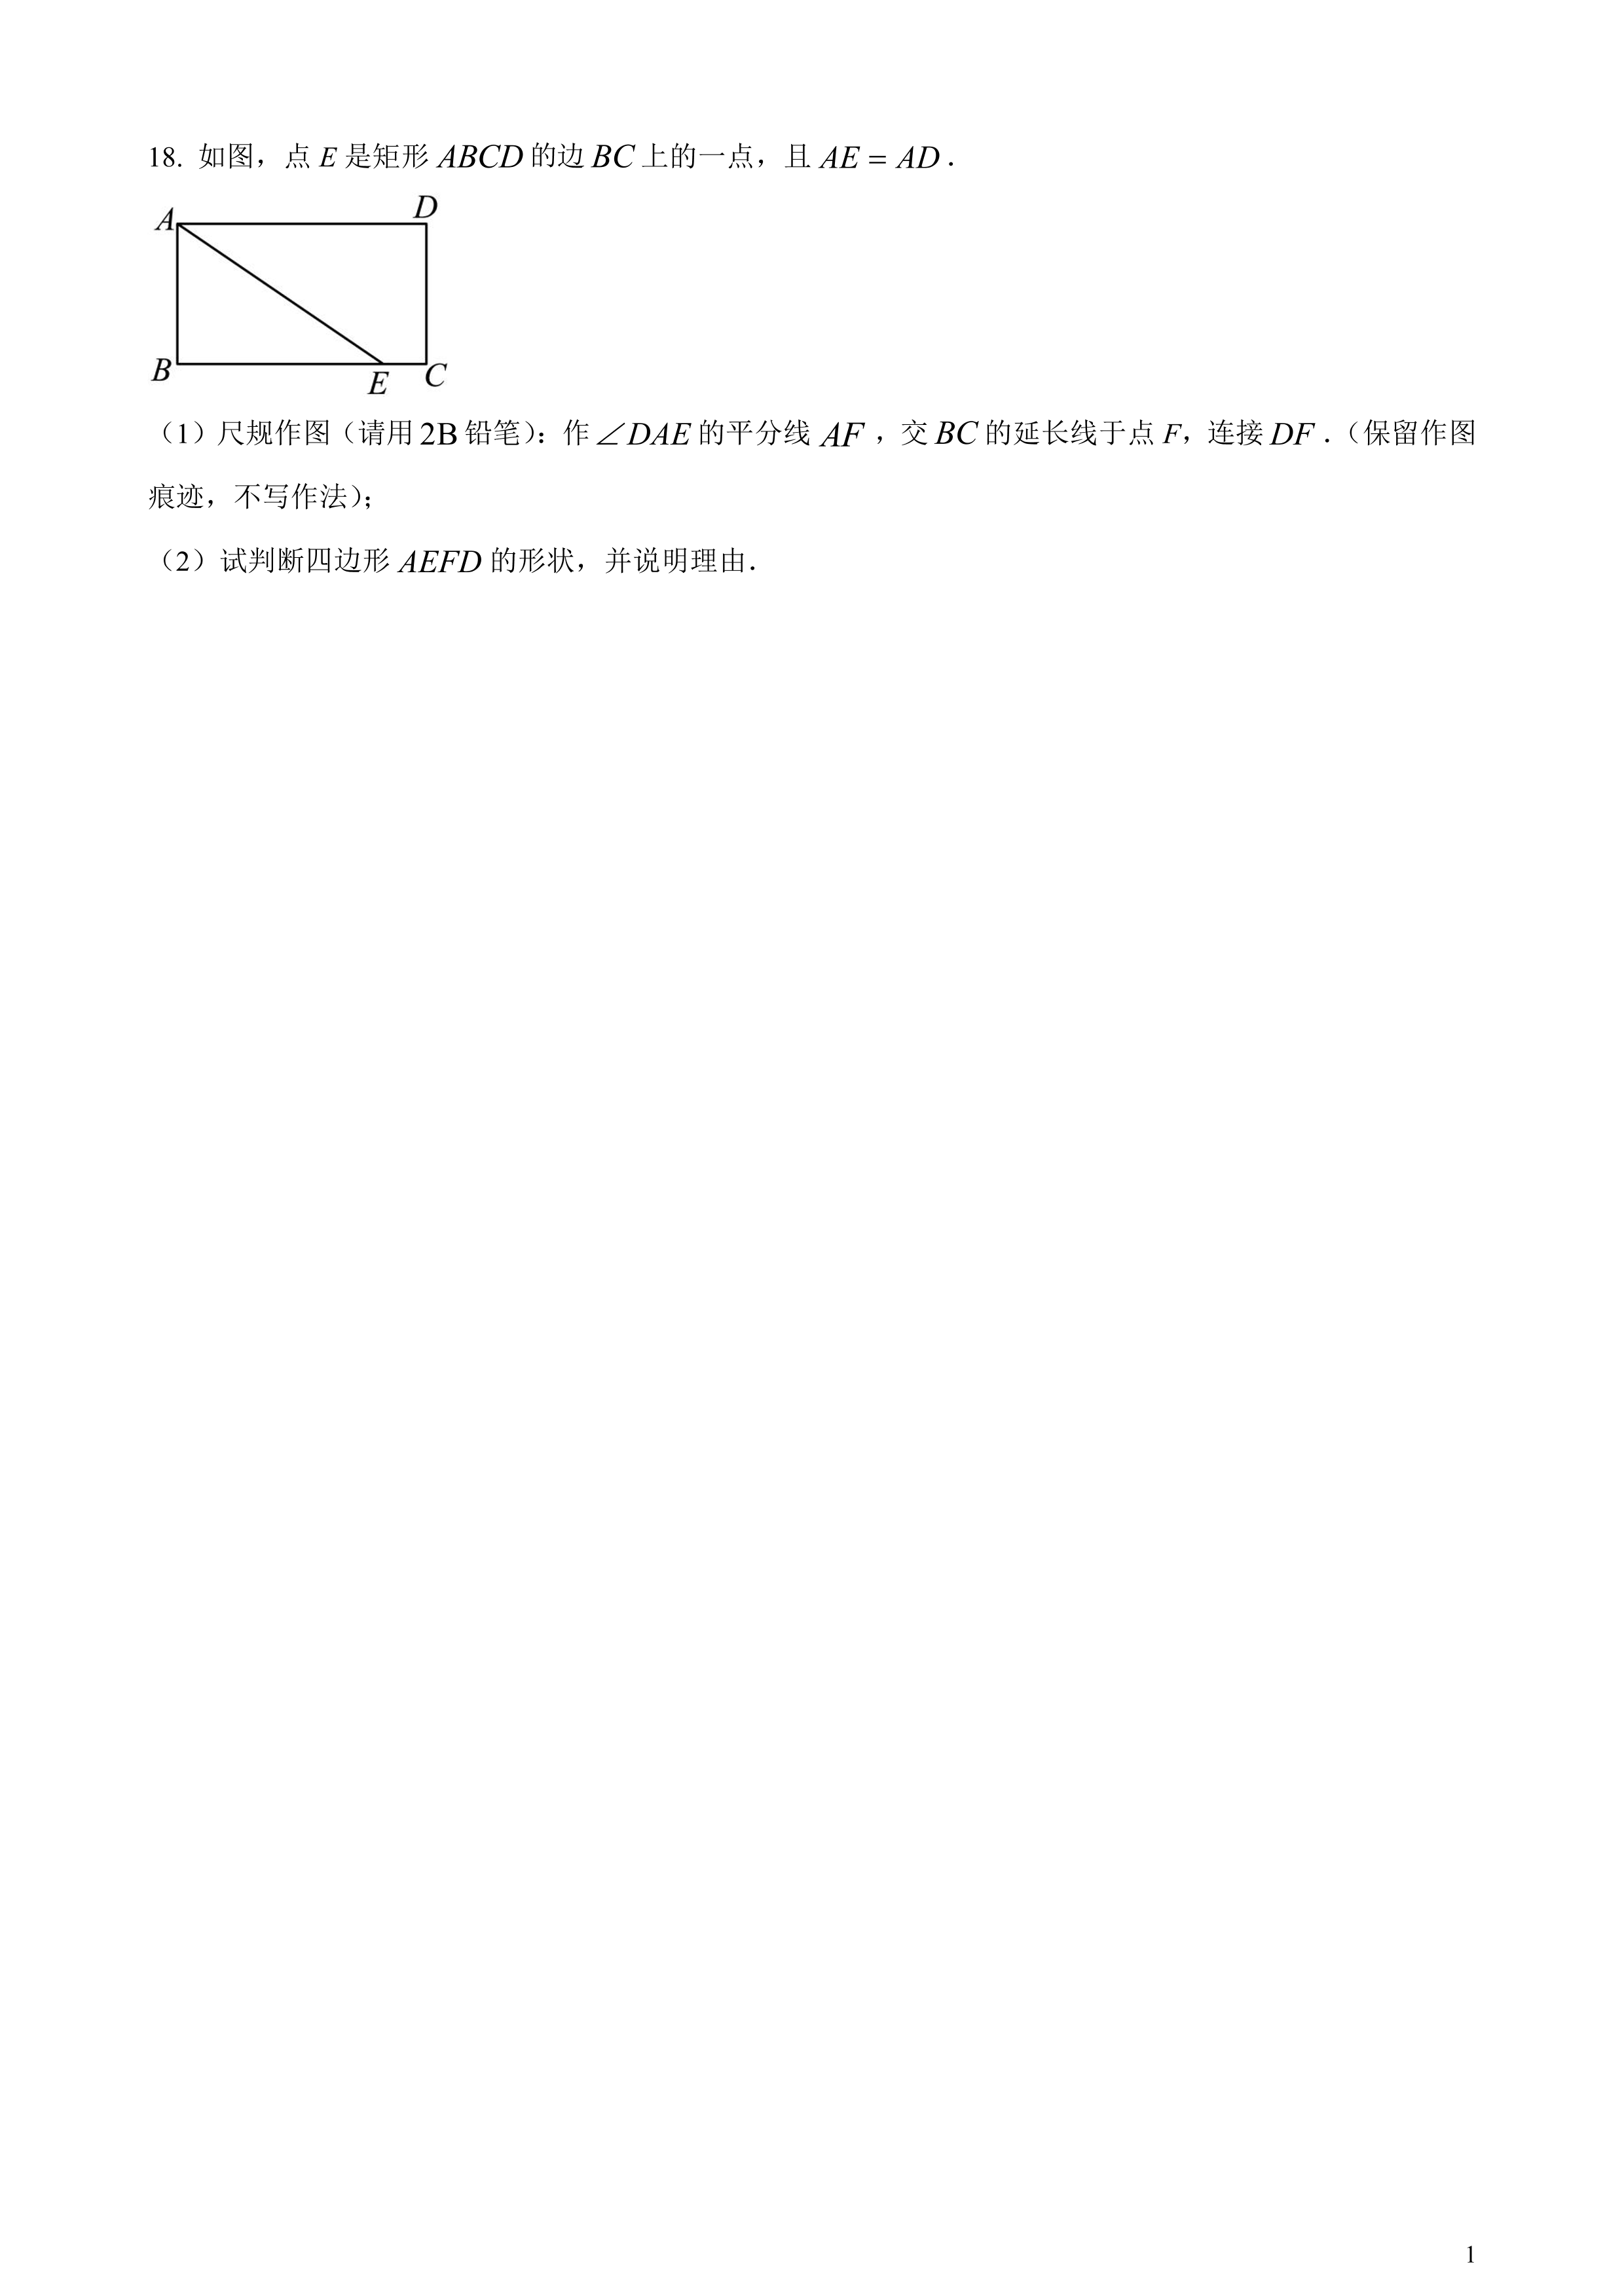 18. 如图，点 E 是矩形 ABCD 的边 BC 上的一点，且 AE = AD．
A
D
B
E
C
（1）尺规作图（请用 2B 铅笔）：作∠DAE 的平分线 AF ，交 BC 的延长线于点 F，连接 DF．（保留作图
痕迹，不写作法）；
（2）试判断四边形 AEFD 的形状，并说明理由．
1